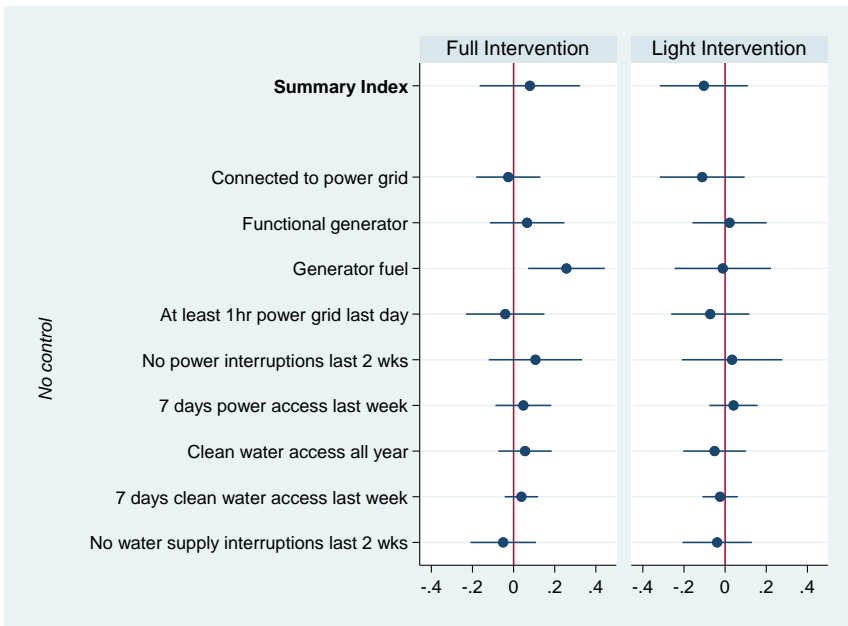 Full Intervention
Light Intervention
Summary Index
Connected to power grid
Functional generator
Generator fuel
At least 1hr power grid last day
No power interruptions last 2 wks
7 days power access last week
Clean water access all year
7 days clean water access last week
No water supply interruptions last 2 wks
No control
-.4 -.2 0 .2 .4
-.4 -.2 0 .2 .4